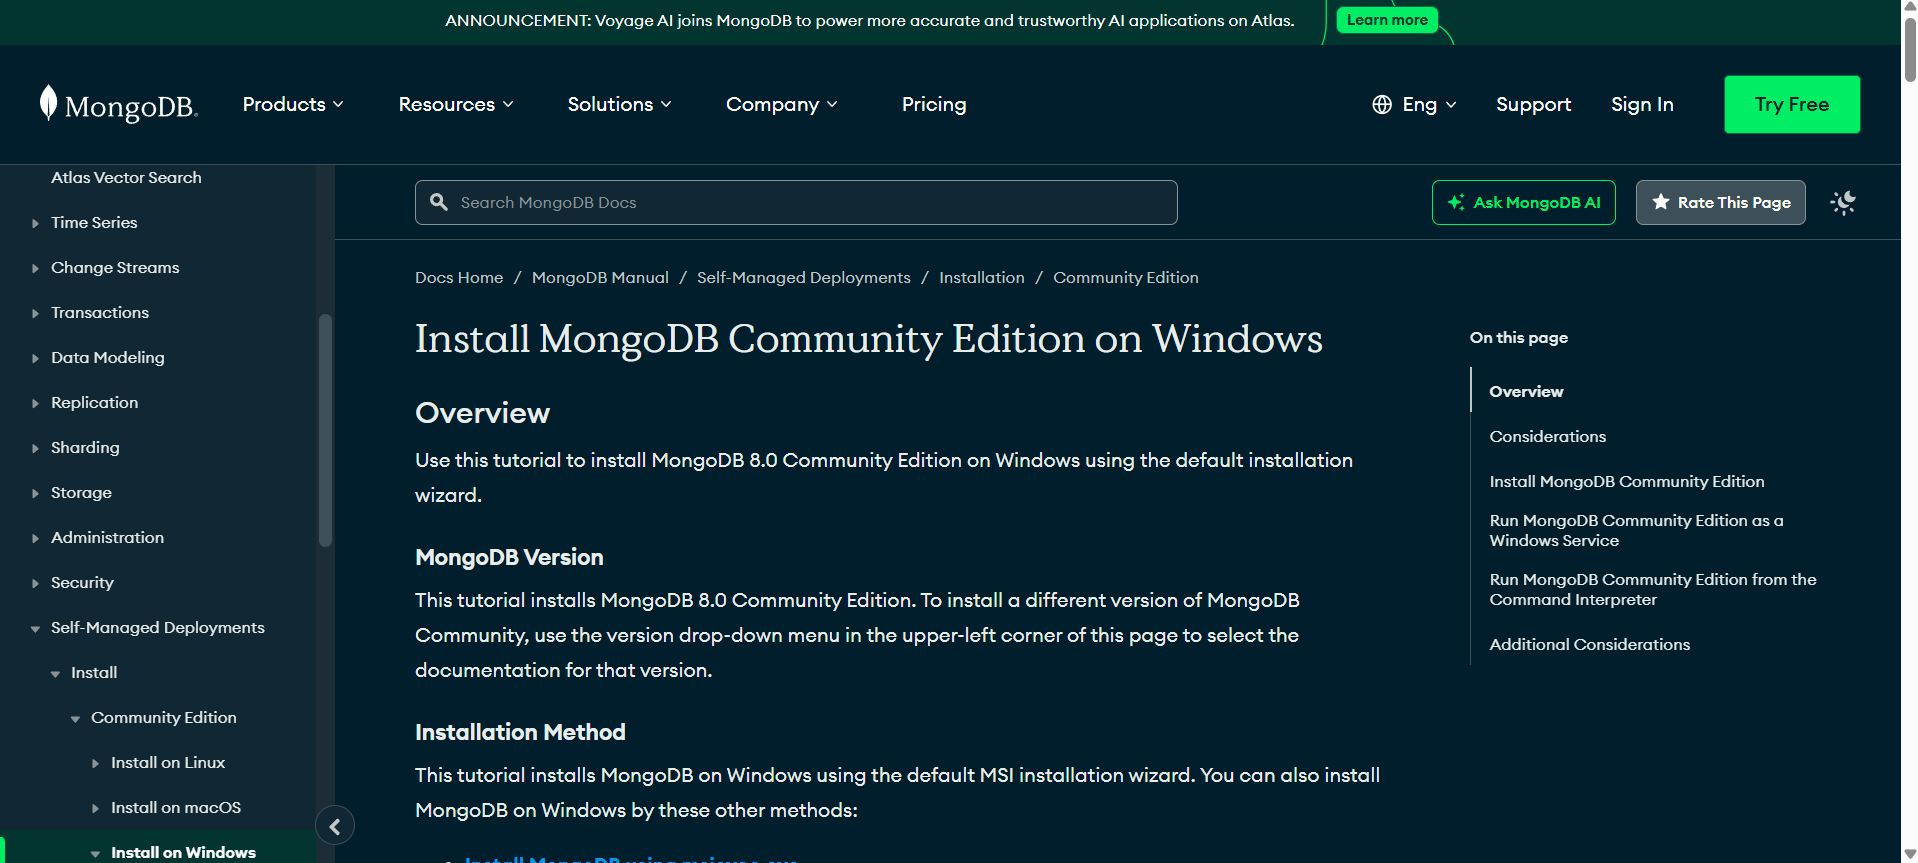 ANNOUNCEMENT: Voyage AI joins MongoDB to power more accurate and trustworthy AI applications on Atlas.
Learn more
MongoDB.
Products
Resources
Solutions
Company
Pricing
Eng
Support
Sign In
Try Free
Atlas Vector Search
Time Series
Change Streams
Transactions
Data Modeling
Replication
Sharding
Storage
Administration
Security
Self-Managed Deployments
Install
Community Edition
Install on Linux
Install on macOS
Install on Windows
Search MongoDB Docs
Ask MongoDB AI
Rate This Page
Docs Home / MongoDB Manual / Self-Managed Deployments / Installation / Community Edition
Install MongoDB Community Edition on Windows
Overview
Use this tutorial to install MongoDB 8.0 Community Edition on Windows using the default installation
wizard.
MongoDB Version
This tutorial installs MongoDB 8.0 Community Edition. To install a different version of MongoDB
Community, use the version drop-down menu in the upper-left corner of this page to select the
documentation for that version.
Installation Method
This tutorial installs MongoDB on Windows using the default MSI installation wizard. You can also install
MongoDB on Windows by these other methods:
Install MongoDB using msiexec.exe
On this page
Overview
Considerations
Install MongoDB Community Edition
Run MongoDB Community Edition as a
Windows Service
Run MongoDB Community Edition from the
Command Interpreter
Additional Considerations